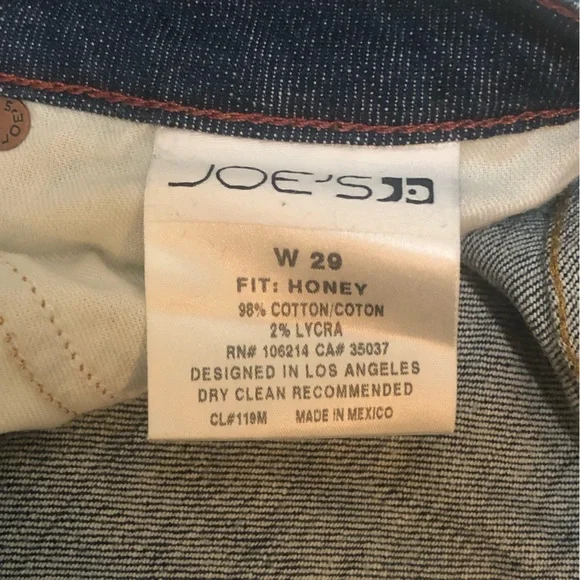 JOE'S
JOE'S
W 29
FIT: HONEY
98% COTTON/COTON
2% LYCRA
RN# 106214 CA# 35037
DESIGNED IN LOS ANGELES
DRY CLEAN RECOMMENDED
CL#119M MADE IN MEXICO